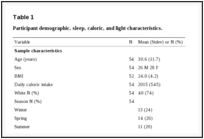 Table 1
Participant demographic, sleep, caloric, and light characteristics.
Variable N Mean (Stdev) or N (%)
Sample characteristics
Age (years) 54 30.6 (11.7)
Sex 54 26 M 28 F
BMI 52 24.0 (4.2)
Daily caloric intake 54 2015 (540)
White N (%) 54 40 (74)
Season N (%) 54
Winter 13 (24)
Spring 14 (26)
Summer 11 (20)